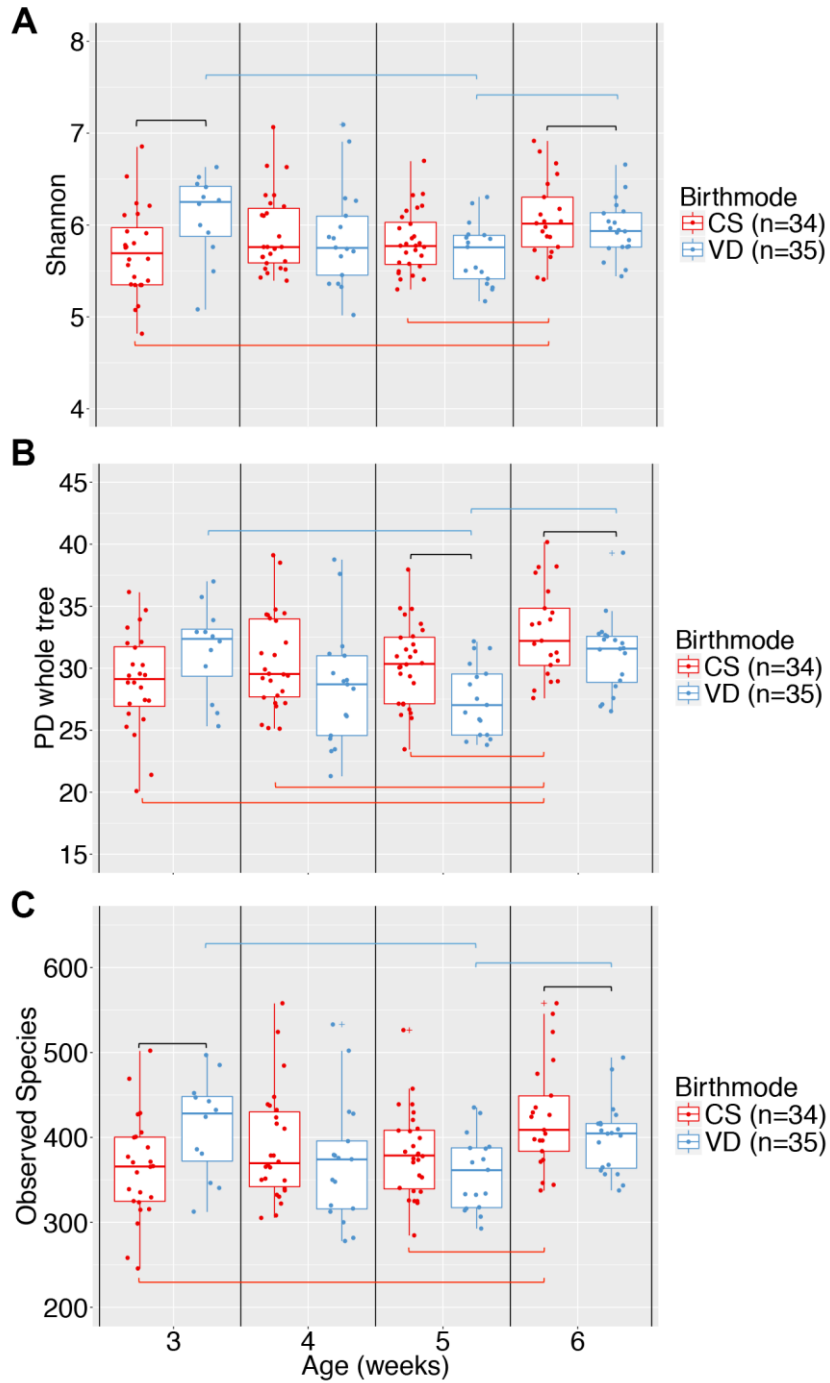 A
8
7
6
5
4
Shannon
Birthmode
CS (n=34)
VD (n=35)
B
45
40
35
30
25
20
15
PD whole tree
Birthmode
CS (n=34)
VD (n=35)
C
600
500
400
300
200
Observed Species
Birthmode
CS (n=34)
VD (n=35)
3 4 5 6
Age (weeks)